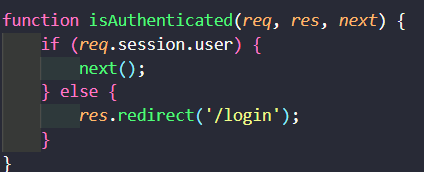 function isAuthenticated(req, res, next) {
    if (req.session.user) {
        next();
    } else {
        res.redirect('/login');
    }
}